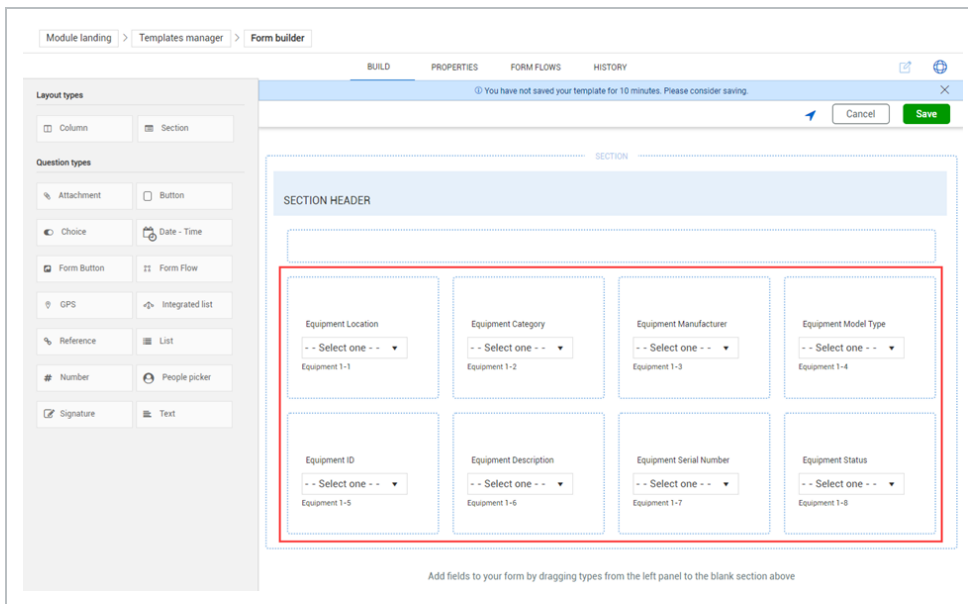 Module landing > Templates manager > Form builder
BUILD PROPERTIES FORM FLOWS HISTORY
Layout types
Column Section
Question types
Attachment Button
Choice Date - Time
Form Button Form Flow
GPS Integrated list
Reference List
# Number People picker
Signature Text
You have not saved your template for 10 minutes. Please consider saving.
Cancel Save
SECTION
SECTION HEADER
Equipment Location Equipment Category Equipment Manufacturer Equipment Model Type
- - Select one - - - - Select one - - - - Select one - - - - Select one - -
Equipment 1-1 Equipment 1-2 Equipment 1-3 Equipment 1-4
Equipment ID Equipment Description Equipment Serial Number Equipment Status
- - Select one - - - - Select one - - - - Select one - - - - Select one - -
Equipment 1-5 Equipment 1-6 Equipment 1-7 Equipment 1-8
Add fields to your form by dragging types from the left panel to the blank section above